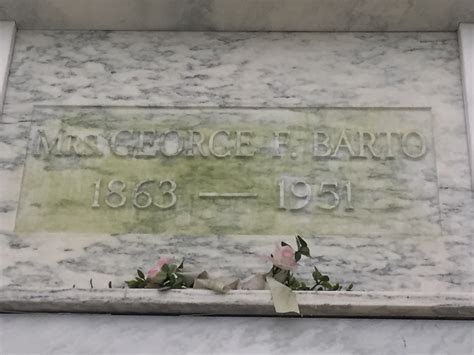 MRS GEORGE F. BARTO
1863 — 1951